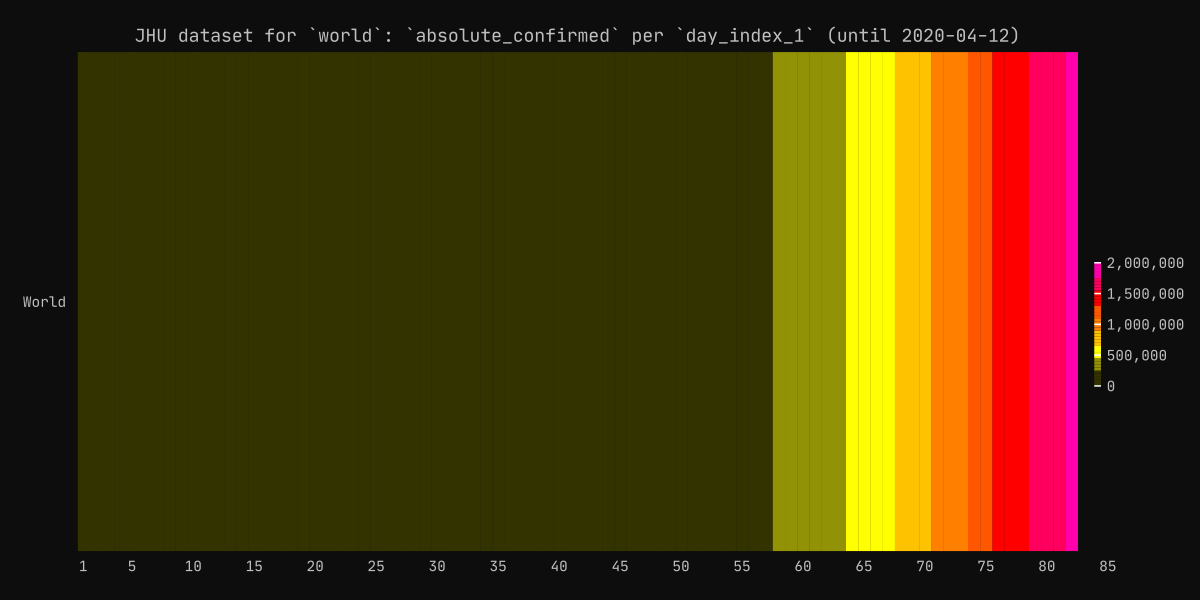 JHU dataset for `world`: `absolute_confirmed` per `day_index_1` (until 2020-04-12)
World
2,000,000
1,500,000
1,000,000
500,000
0
1 5 10 15 20 25 30 35 40 45 50 55 60 65 70 75 80 85